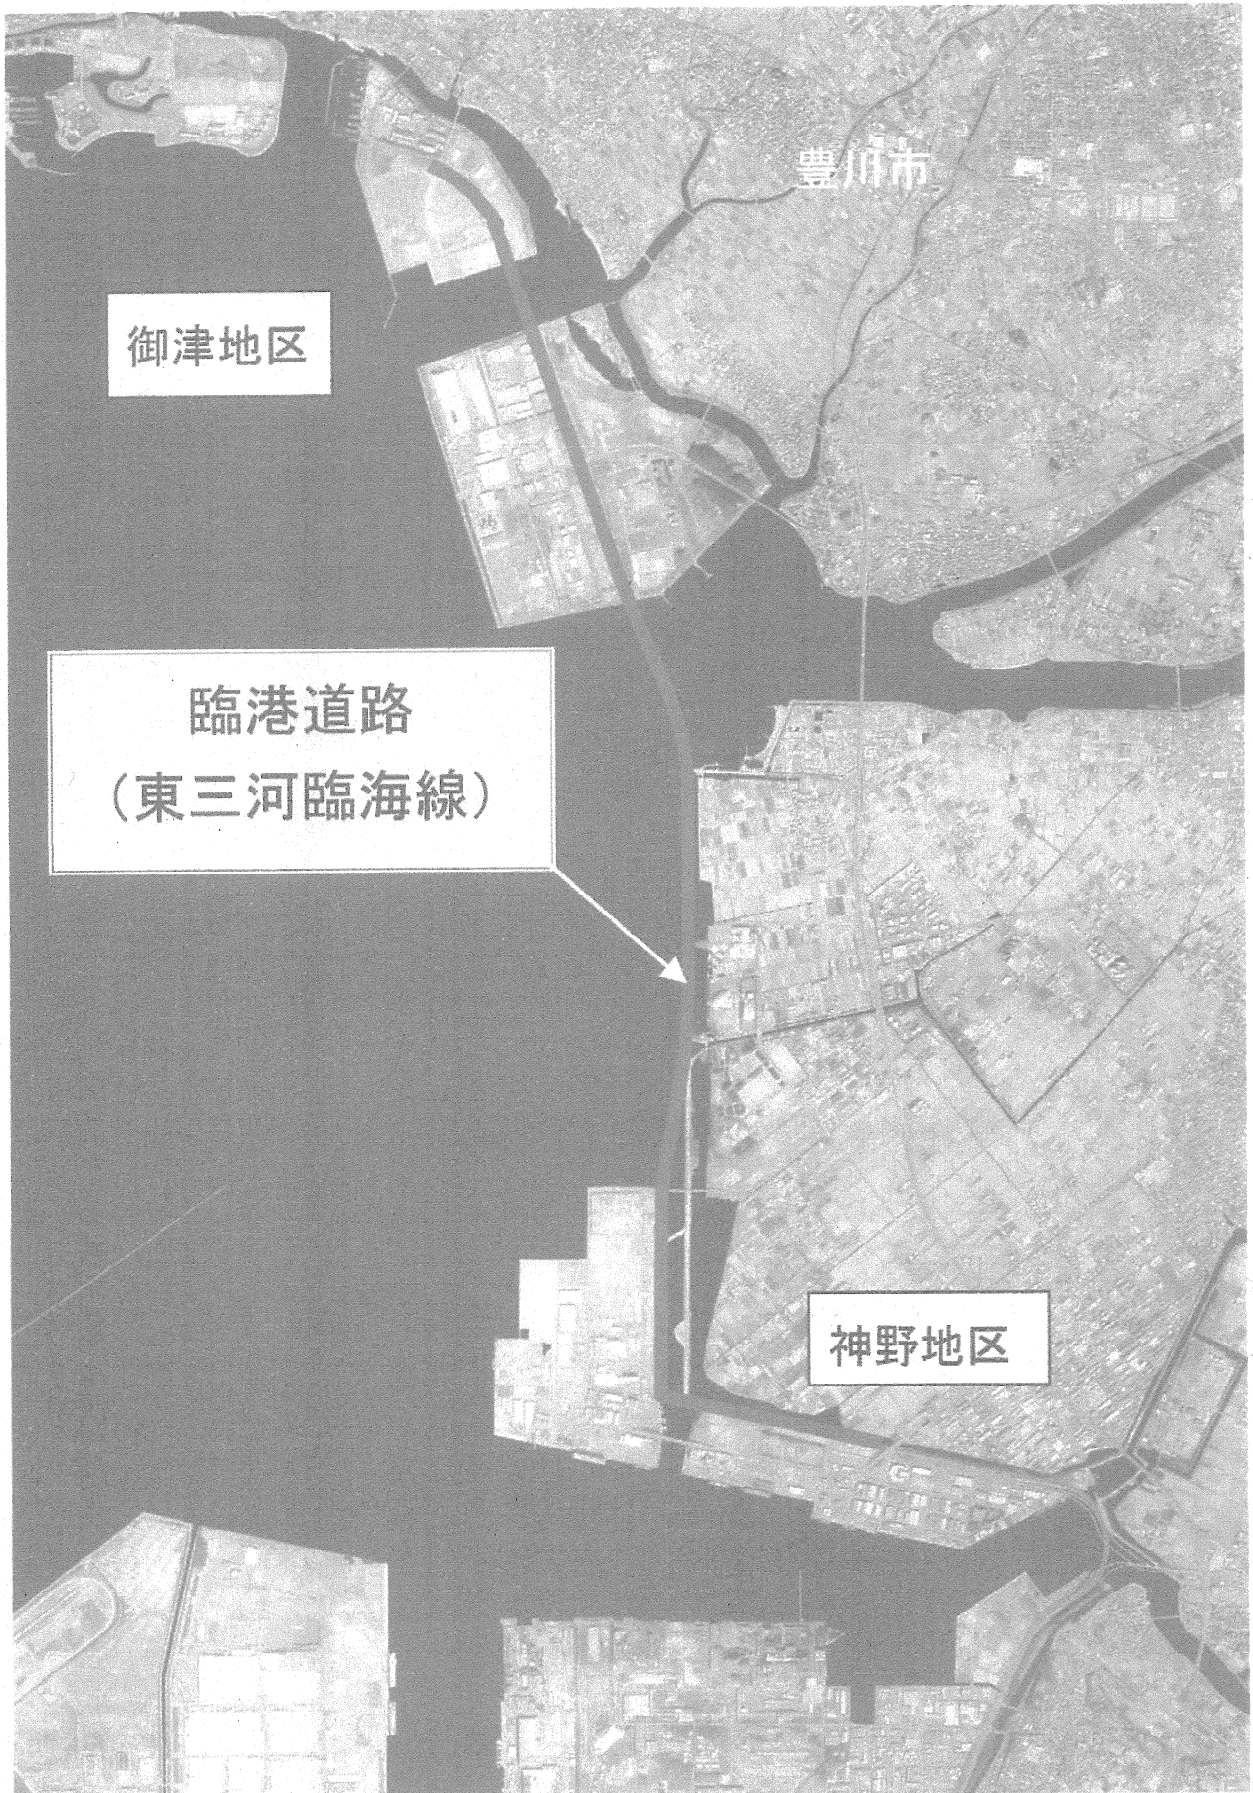 豊川市
御津地区
臨港道路
（東三河臨海線）
神野地区